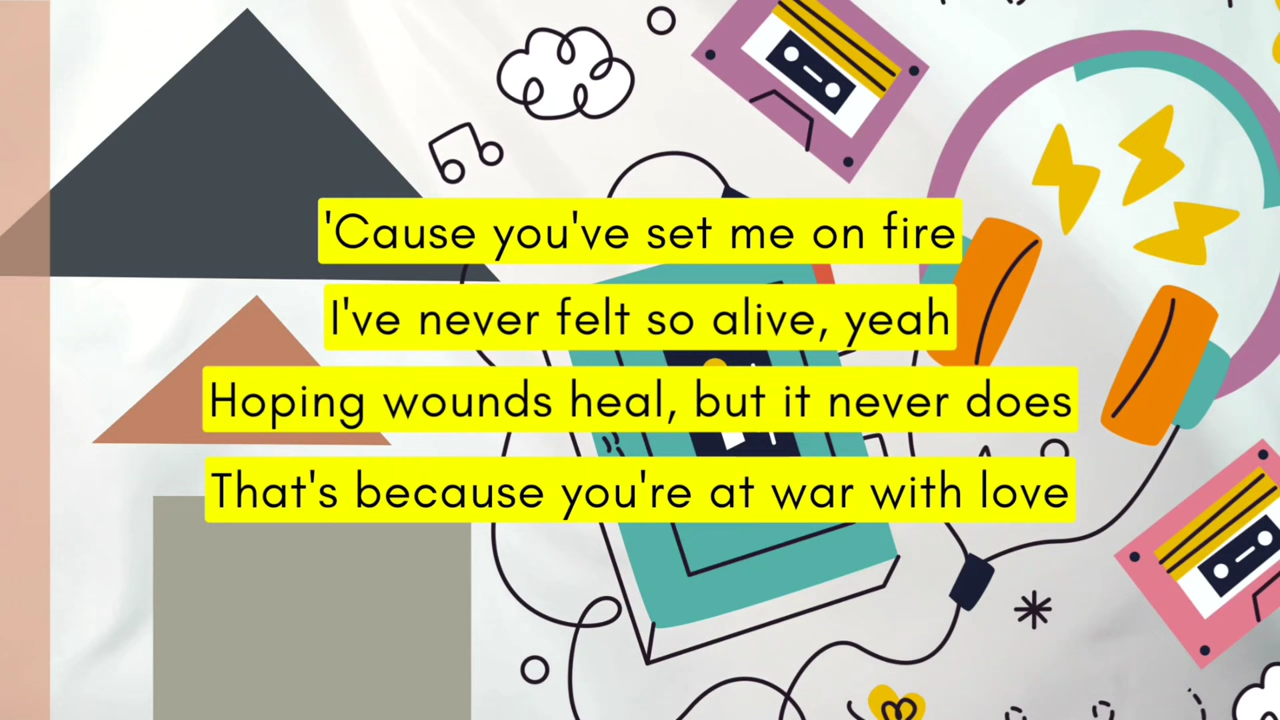 'Cause you've set me on fire
I've never felt so alive, yeah
Hoping wounds heal, but it never does
That's because you're at war with love